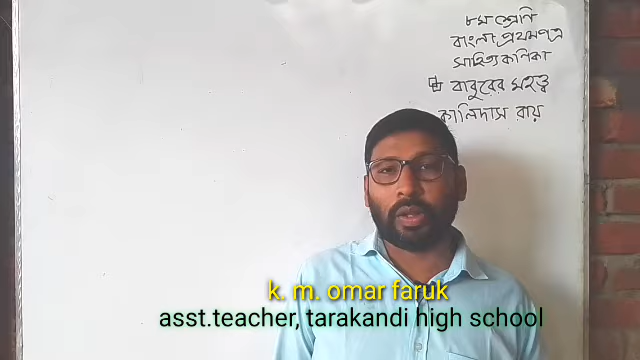 ৮ম শ্রেণি
বাংলা প্রথমপত্র
সাহিত্যকণিকা
বাবুরের মহত্ত্ব
কালিদাস রায়
k. m. omar faruk
asst.teacher, tarakandi high school